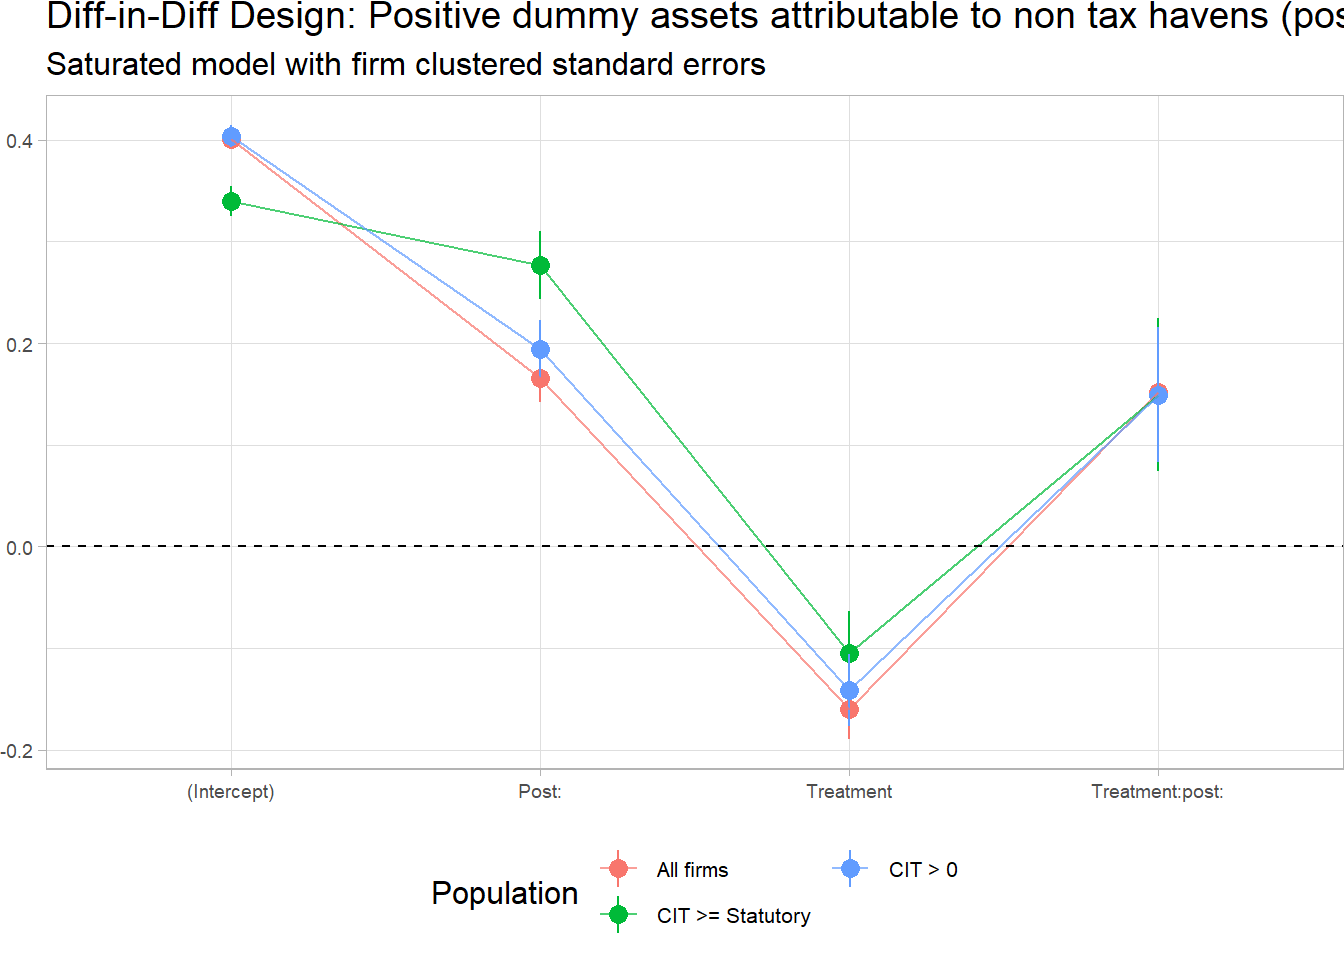 Diff-in-Diff Design: Positive dummy assets attributable to non tax havens (pos
Saturated model with firm clustered standard errors
0.4
0.2
0.0
-0.2
(Intercept) Post: Treatment Treatment:post:
Population
All firms CIT > 0
CIT >= Statutory